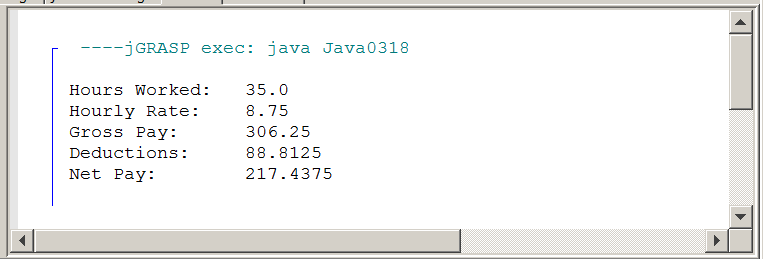 ----jGRASP exec: java Java0318
Hours Worked: 35.0
Hourly Rate: 8.75
Gross Pay: 306.25
Deductions: 88.8125
Net Pay: 217.4375